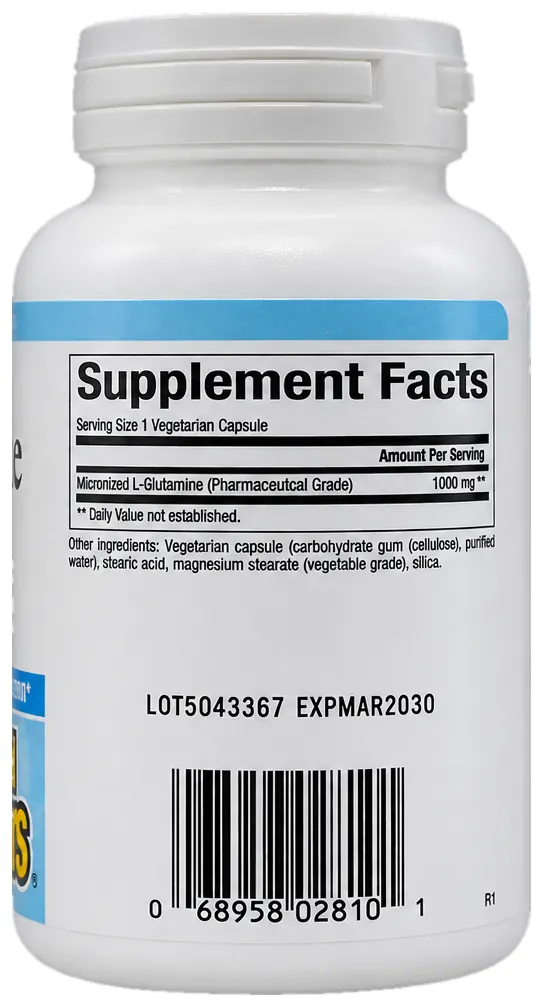 Supplement Facts
Serving Size 1 Vegetarian Capsule
Amount Per Serving
Micronized L-Glutamine (Pharmaceutcal Grade) 1000 mg**
** Daily Value not established.
Other ingredients: Vegetarian capsule (carbohydrate gum (cellulose), purified
water), stearic acid, magnesium stearate (vegetable grade), silica.
LOT5043367 EXPMAR2030
0 68958 02810 1
R1